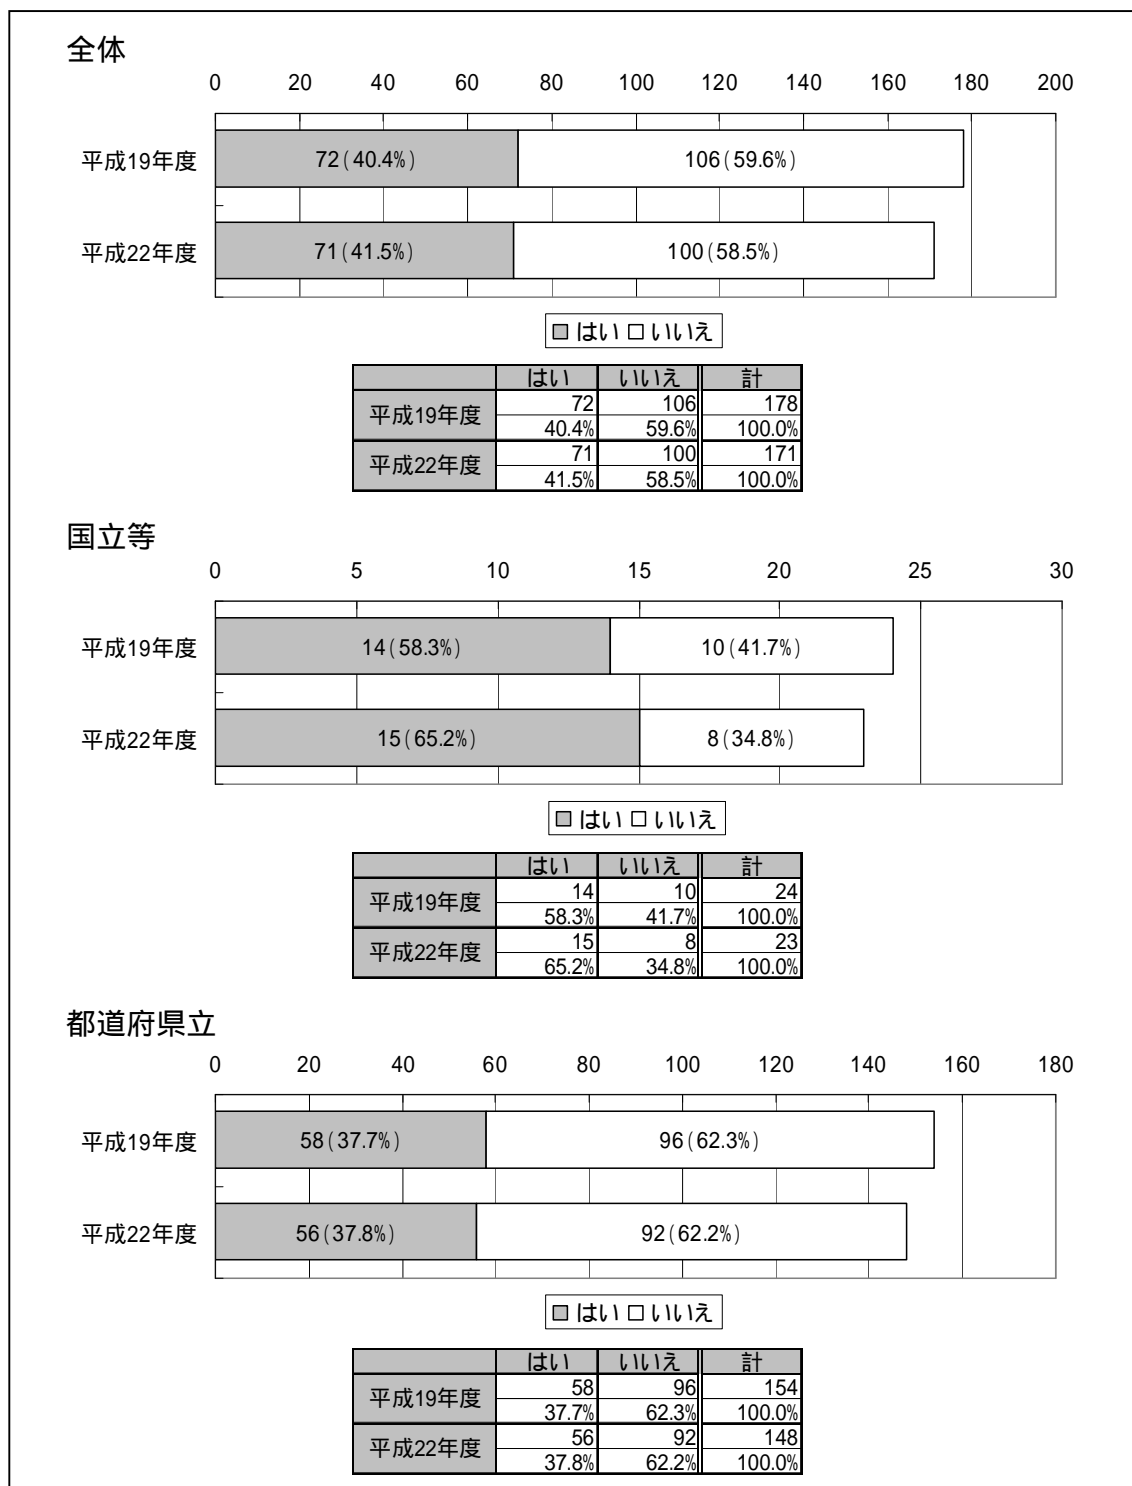 全体
0 20 40 60 80 100 120 140 160 180 200
平成19年度 72(40.4%) 106(59.6%)
平成22年度 71(41.5%) 100(58.5%)
はい いいえ
はい いいえ 計
平成19年度 72 106 178
40.4% 59.6% 100.0%
平成22年度 71 100 171
41.5% 58.5% 100.0%
国立等
0 5 10 15 20 25 30
平成19年度 14(58.3%) 10(41.7%)
平成22年度 15(65.2%) 8(34.8%)
はい いいえ
はい いいえ 計
平成19年度 14 10 24
58.3% 41.7% 100.0%
平成22年度 15 8 23
65.2% 34.8% 100.0%
都道府県立
0 20 40 60 80 100 120 140 160 180
平成19年度 58(37.7%) 96(62.3%)
平成22年度 56(37.8%) 92(62.2%)
はい いいえ
はい いいえ 計
平成19年度 58 96 154
37.7% 62.3% 100.0%
平成22年度 56 92 148
37.8% 62.2% 100.0%